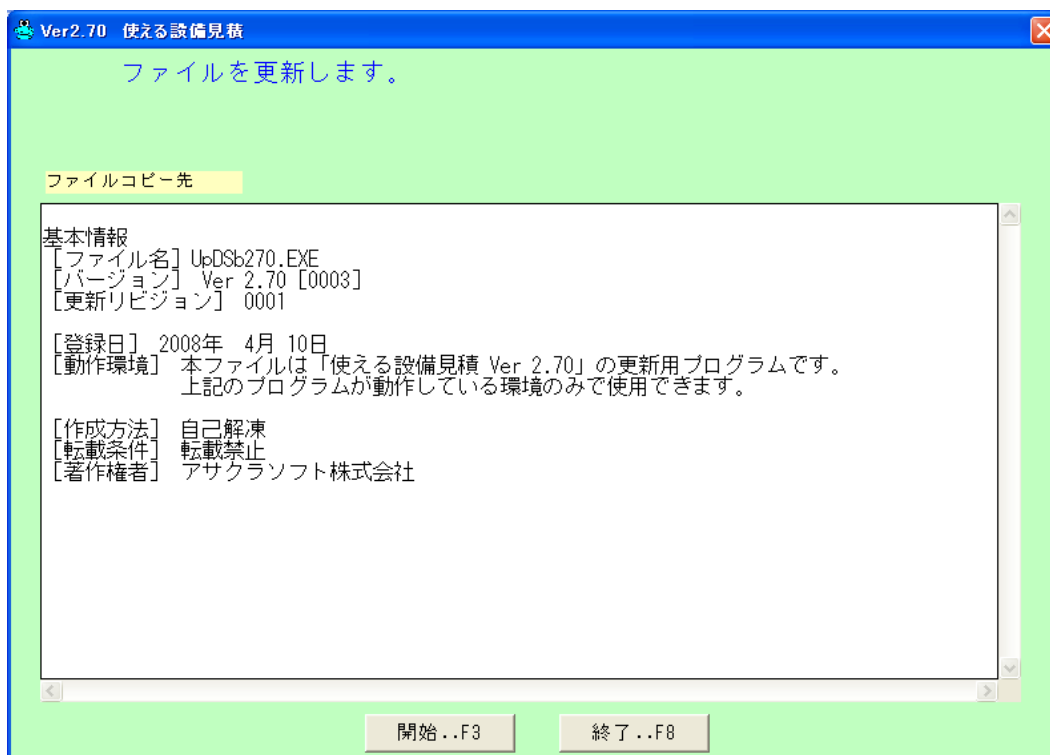 Ver2.70 使える設備見積
ファイルを更新します。
ファイルコピー先
基本情報
[ファイル名] UpDSb270.EXE
[バージョン] Ver 2.70 [0003]
[更新リビジョン] 0001
[登録日] 2008年 4月 10日
[動作環境] 本ファイルは「使える設備見積 Ver 2.70」の更新用プログラムです。
上記のプログラムが動作している環境のみで使用できます。
[作成方法] 自己解凍
[転載条件] 転載禁止
[著作権者] アサクラソフト株式会社
開始..F3
終了..F8